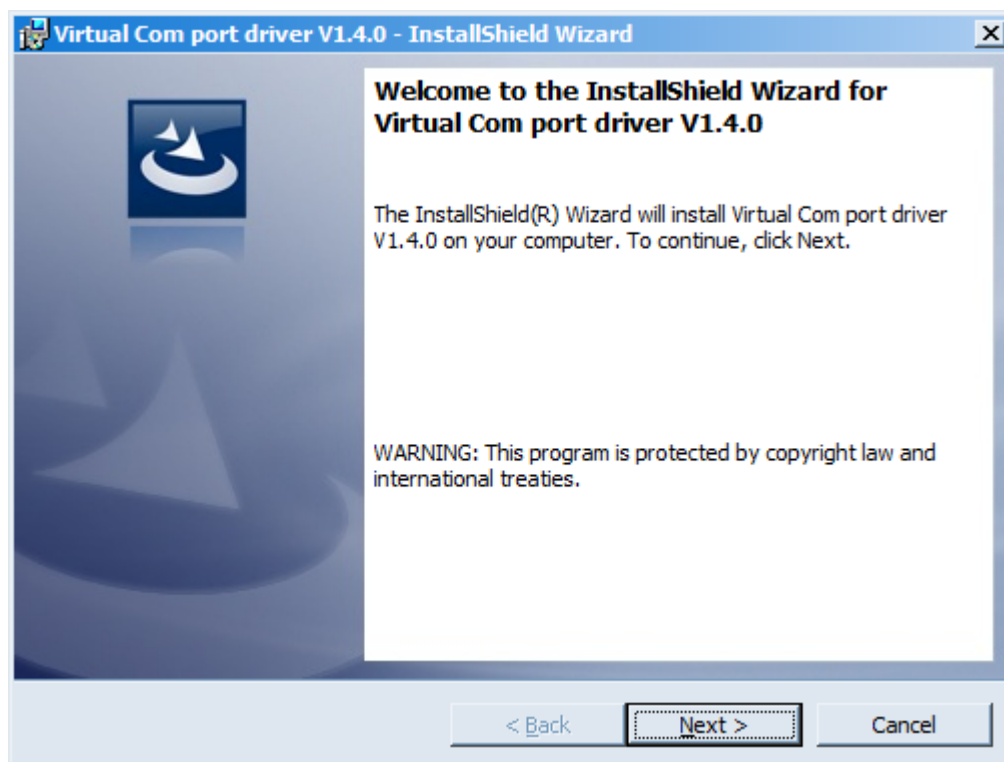 Virtual Com port driver V1.4.0 - InstallShield Wizard
Welcome to the InstallShield Wizard for
Virtual Com port driver V1.4.0
The InstallShield(R) Wizard will install Virtual Com port driver
V1.4.0 on your computer. To continue, click Next.
WARNING: This program is protected by copyright law and
international treaties.
< Back
Next >
Cancel